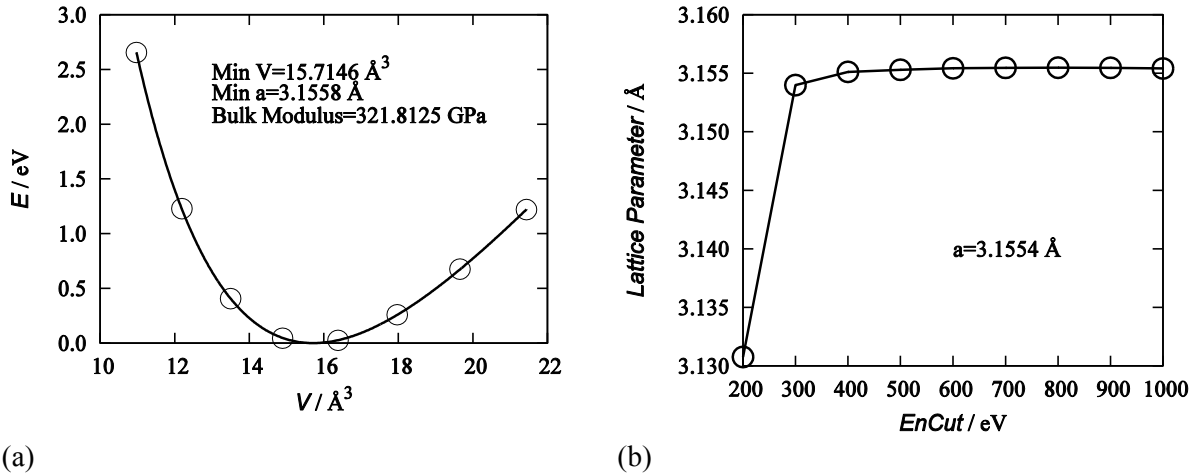 3.0
2.5
2.0
1.5
1.0
0.5
0.0
E / eV
Min V=15.7146 Å³
Min a=3.1558 Å
Bulk Modulus=321.8125 GPa
10 12 14 16 18 20 22
V / Å³
(a)
3.160
3.155
3.150
3.145
3.140
3.135
3.130
Lattice Parameter / Å
a=3.1554 Å
200 300 400 500 600 700 800 900 1000
EnCut / eV
(b)